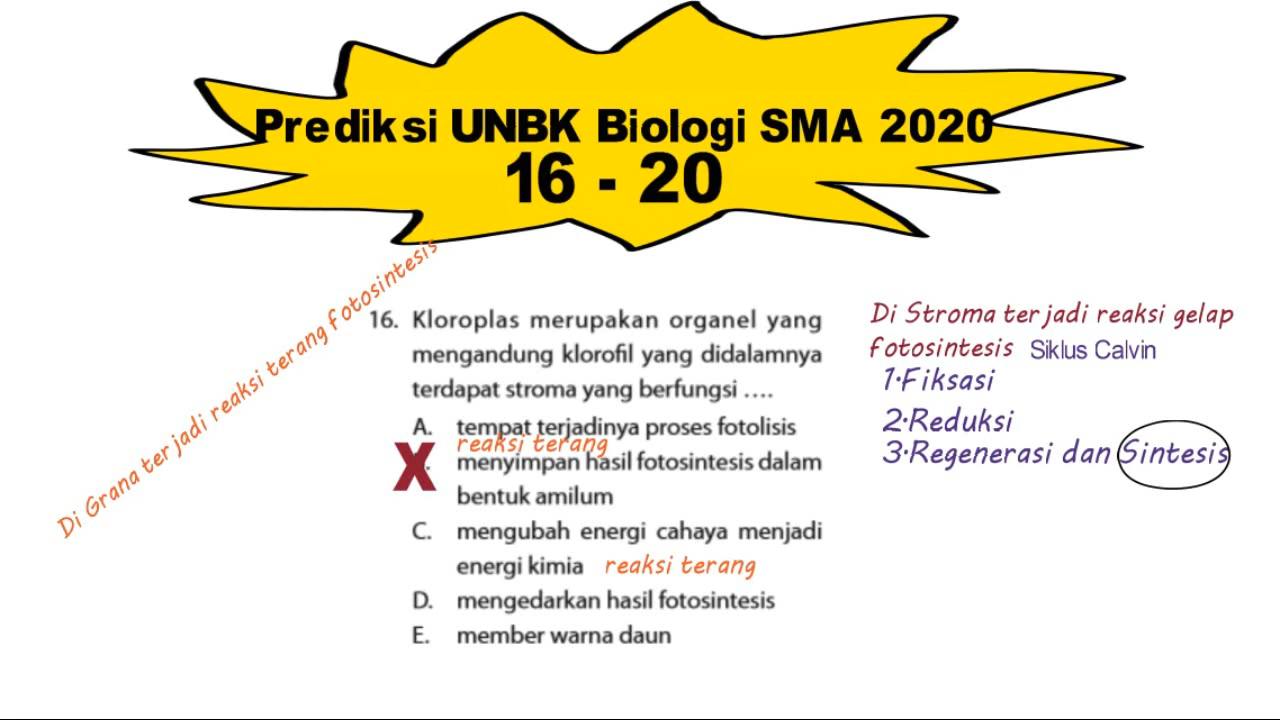 Prediksi UNBK Biologi SMA 2020
16 - 20
Di Grana terjadi reaksi terang fotosintesis
16. Kloroplas merupakan organel yang
mengandung klorofil yang didalamnya
terdapat stroma yang berfungsi ....
A. tempat terjadinya proses fotolisis
reaksi terang
X menyimpan hasil fotosintesis dalam
bentuk amilum
C. mengubah energi cahaya menjadi
energi kimia reaksi terang
D. mengedarkan hasil fotosintesis
E. member warna daun
Di Stroma terjadi reaksi gelap
fotosintesis Siklus Calvin
1.Fiksasi
2.Reduksi
3.Regenerasi dan Sintesis